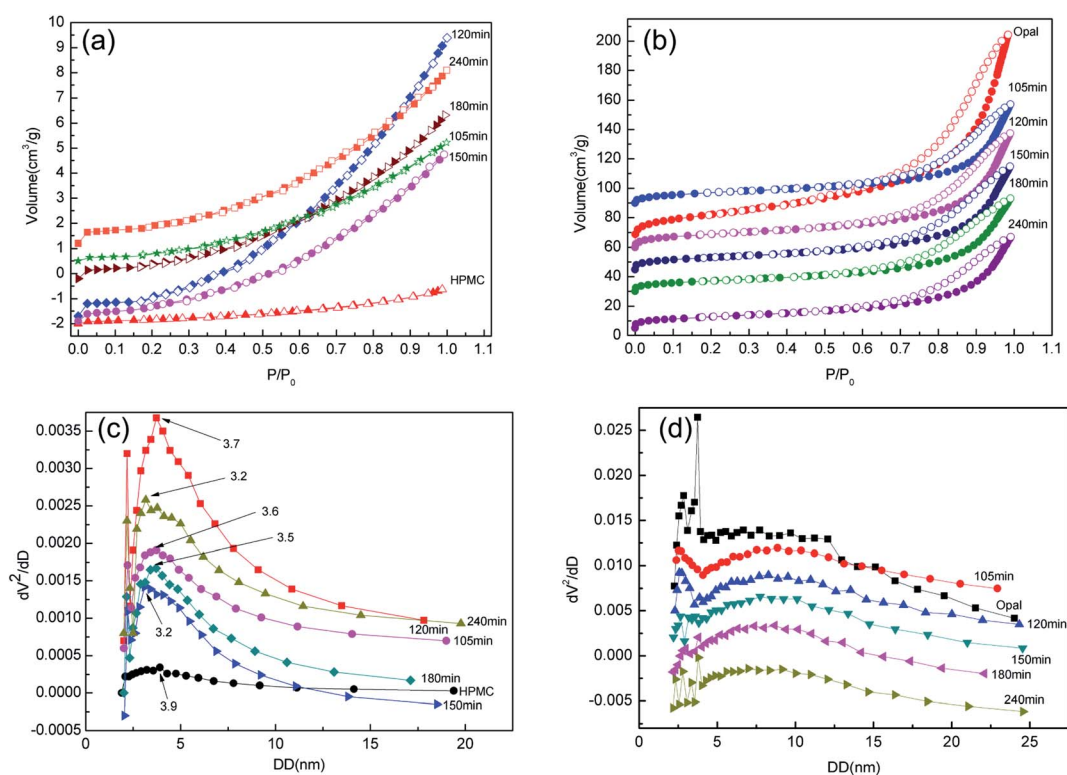 (a)
10
9
8
7
6
5
4
3
2
1
0
-1
-2
Volume(cm³/g)
120min
240min
180min
105min
150min
HPMC
0.0 0.1 0.2 0.3 0.4 0.5 0.6 0.7 0.8 0.9 1.0 1.1
P/P₀
(b)
200
180
160
140
120
100
80
60
40
20
0
Volume(cm³/g)
Opal
105min
120min
150min
180min
240min
0.0 0.1 0.2 0.3 0.4 0.5 0.6 0.7 0.8 0.9 1.0 1.1
P/P₀
(c)
0.0035
0.0030
0.0025
0.0020
0.0015
0.0010
0.0005
0.0000
-0.0005
dV²/dD
3.7
3.2
3.6
3.5
3.2
3.9
120min
240min
105min
180min
HPMC
150min
0 5 10 15 20
DD(nm)
(d)
0.025
0.020
0.015
0.010
0.005
0.000
-0.005
dV²/dD
105min
Opal
120min
150min
180min
240min
0 5 10 15 20 25
DD(nm)